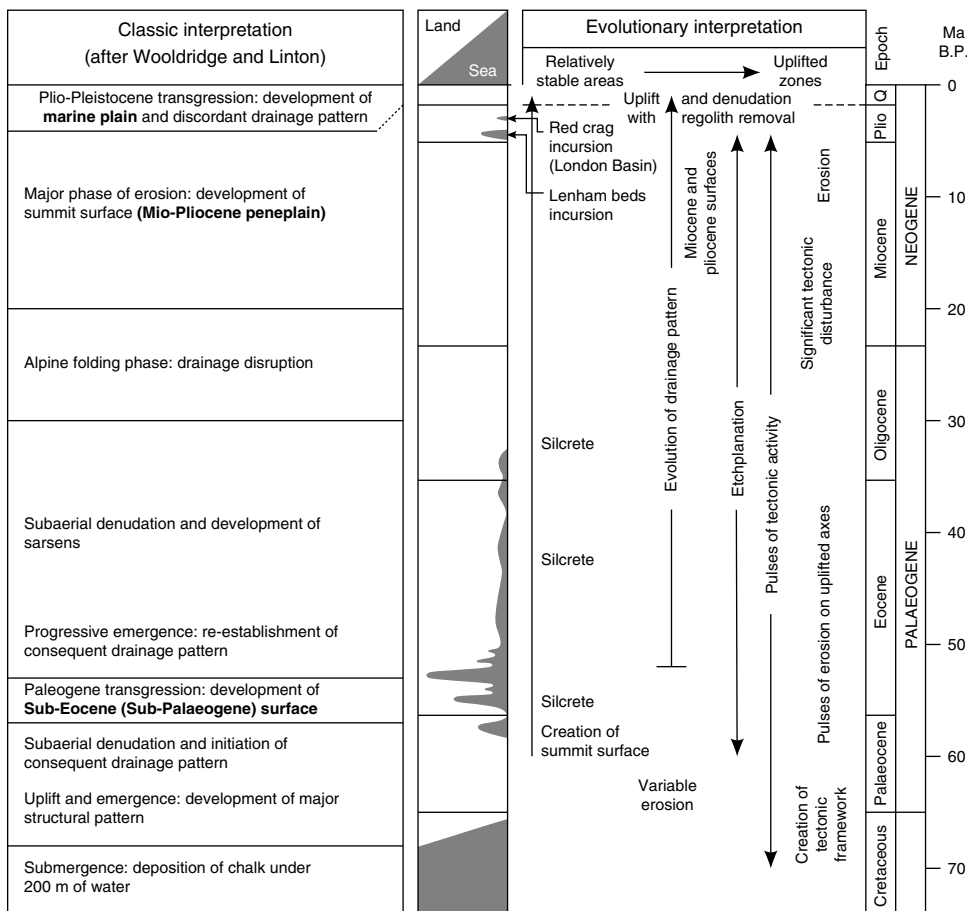 Classic interpretation
(after Wooldridge and Linton)
Land
Sea
Evolutionary interpretation
Relatively
stable areas
Uplifted
zones
Epoch
Ma
B.P.
Plio-Pleistocene transgression: development of
marine plain and discordant drainage pattern
Major phase of erosion: development of
summit surface (Mio-Pliocene peneplain)
Alpine folding phase: drainage disruption
Subaerial denudation and development of
sarsens
Progressive emergence: re-establishment of
consequent drainage pattern
Paleogene transgression: development of
Sub-Eocene (Sub-Palaeogene) surface
Subaerial denudation and initiation of
consequent drainage pattern
Uplift and emergence: development of major
structural pattern
Submergence: deposition of chalk under
200 m of water
Uplift and denudation
with regolith removal
Red crag
incursion
(London Basin)
Lenham beds
incursion
Silcrete
Silcrete
Silcrete
Creation of
summit surface
Variable
erosion
Evolution of drainage pattern
Miocene and
pliocene surfaces
Etchplanation
Pulses of tectonic activity
Erosion
Significant tectonic
disturbance
Pulses of erosion on uplifted axes
Creation of
tectonic
framework
Q
Plio
Miocene
Oligocene
Eocene
Palaeocene
Cretaceous
NEOGENE
PALAEOGENE
0
10
20
30
40
50
60
70